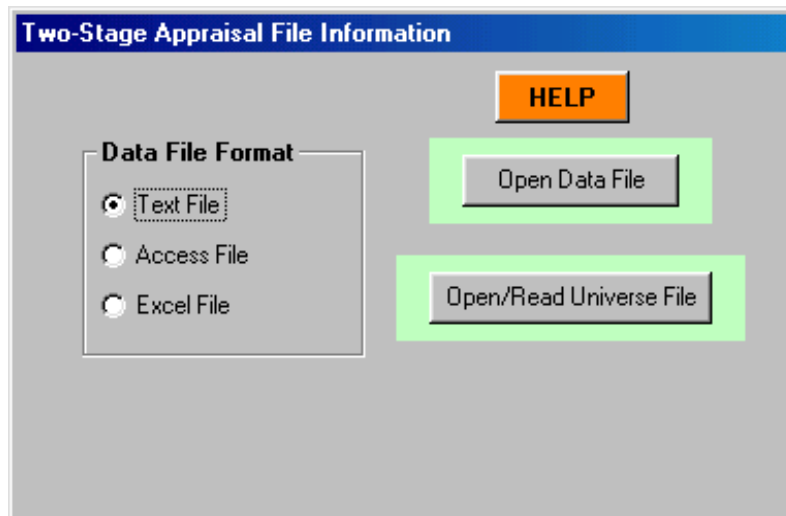 Two-Stage Appraisal File Information
HELP
Data File Format
Text File
Access File
Excel File
Open Data File
Open/Read Universe File